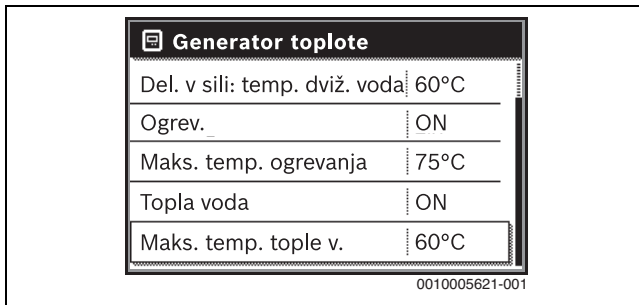 Generator toplote
Del. v sili: temp. dviž. voda 60°C
Ogrev. ON
Maks. temp. ogrevanja 75°C
Topla voda ON
Maks. temp. tople v. 60°C
0010005621-001